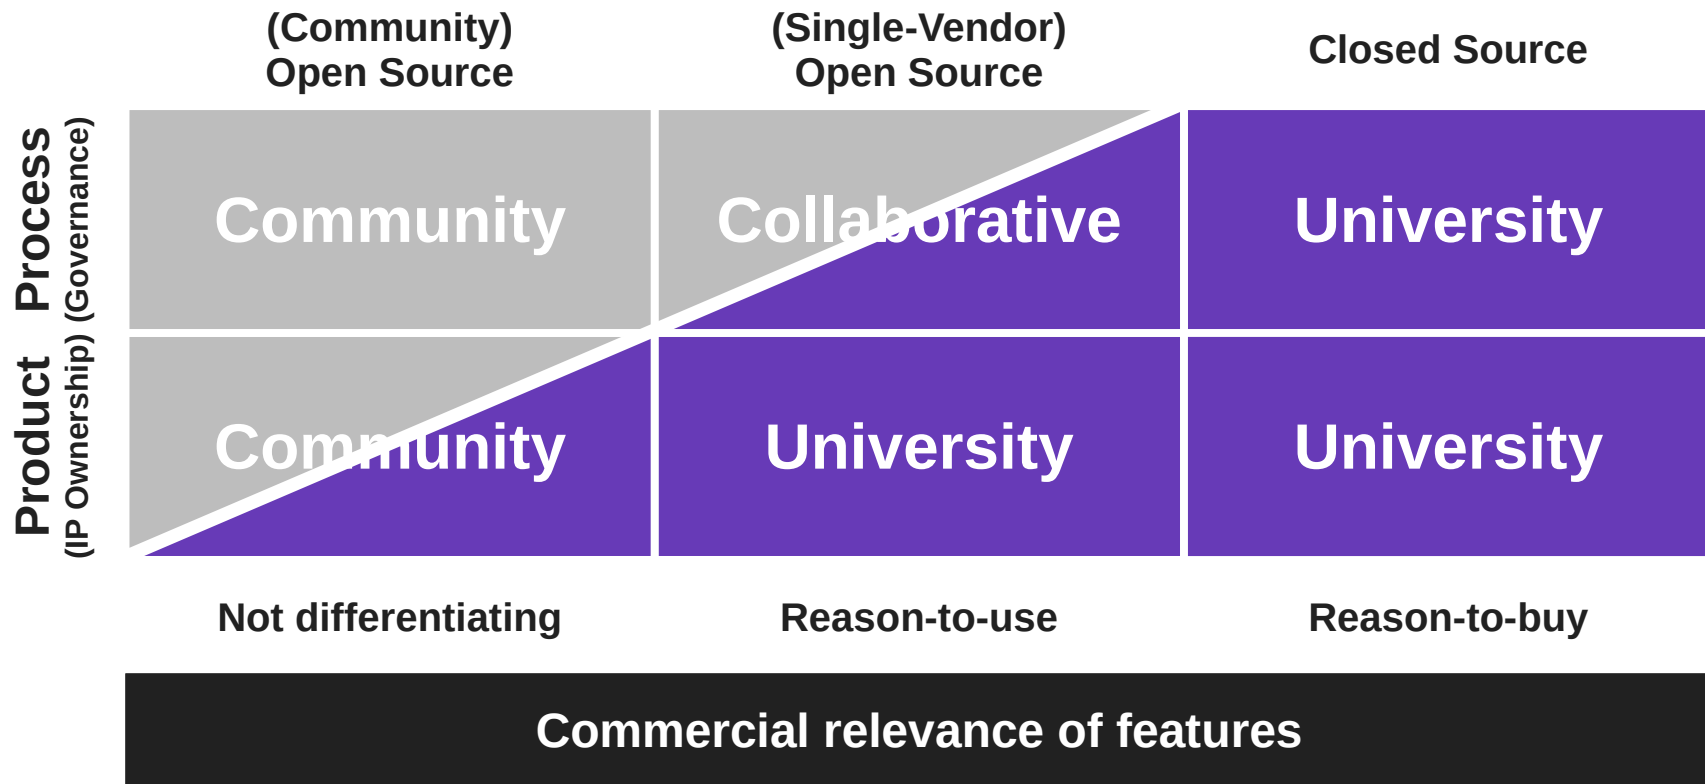 (Community)
Open Source
(Single-Vendor)
Open Source
Closed Source
Process
(Governance)
Community
Collaborative
University
Product
(IP Ownership)
Community
University
University
Not differentiating
Reason-to-use
Reason-to-buy
Commercial relevance of features